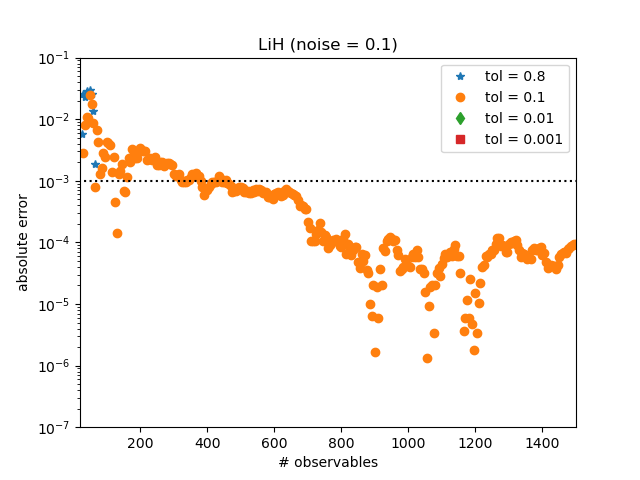 LiH (noise = 0.1)
tol = 0.8
tol = 0.1
tol = 0.01
tol = 0.001
absolute error
10⁻¹
10⁻²
10⁻³
10⁻⁴
10⁻⁵
10⁻⁶
10⁻⁷
200 400 600 800 1000 1200 1400
# observables